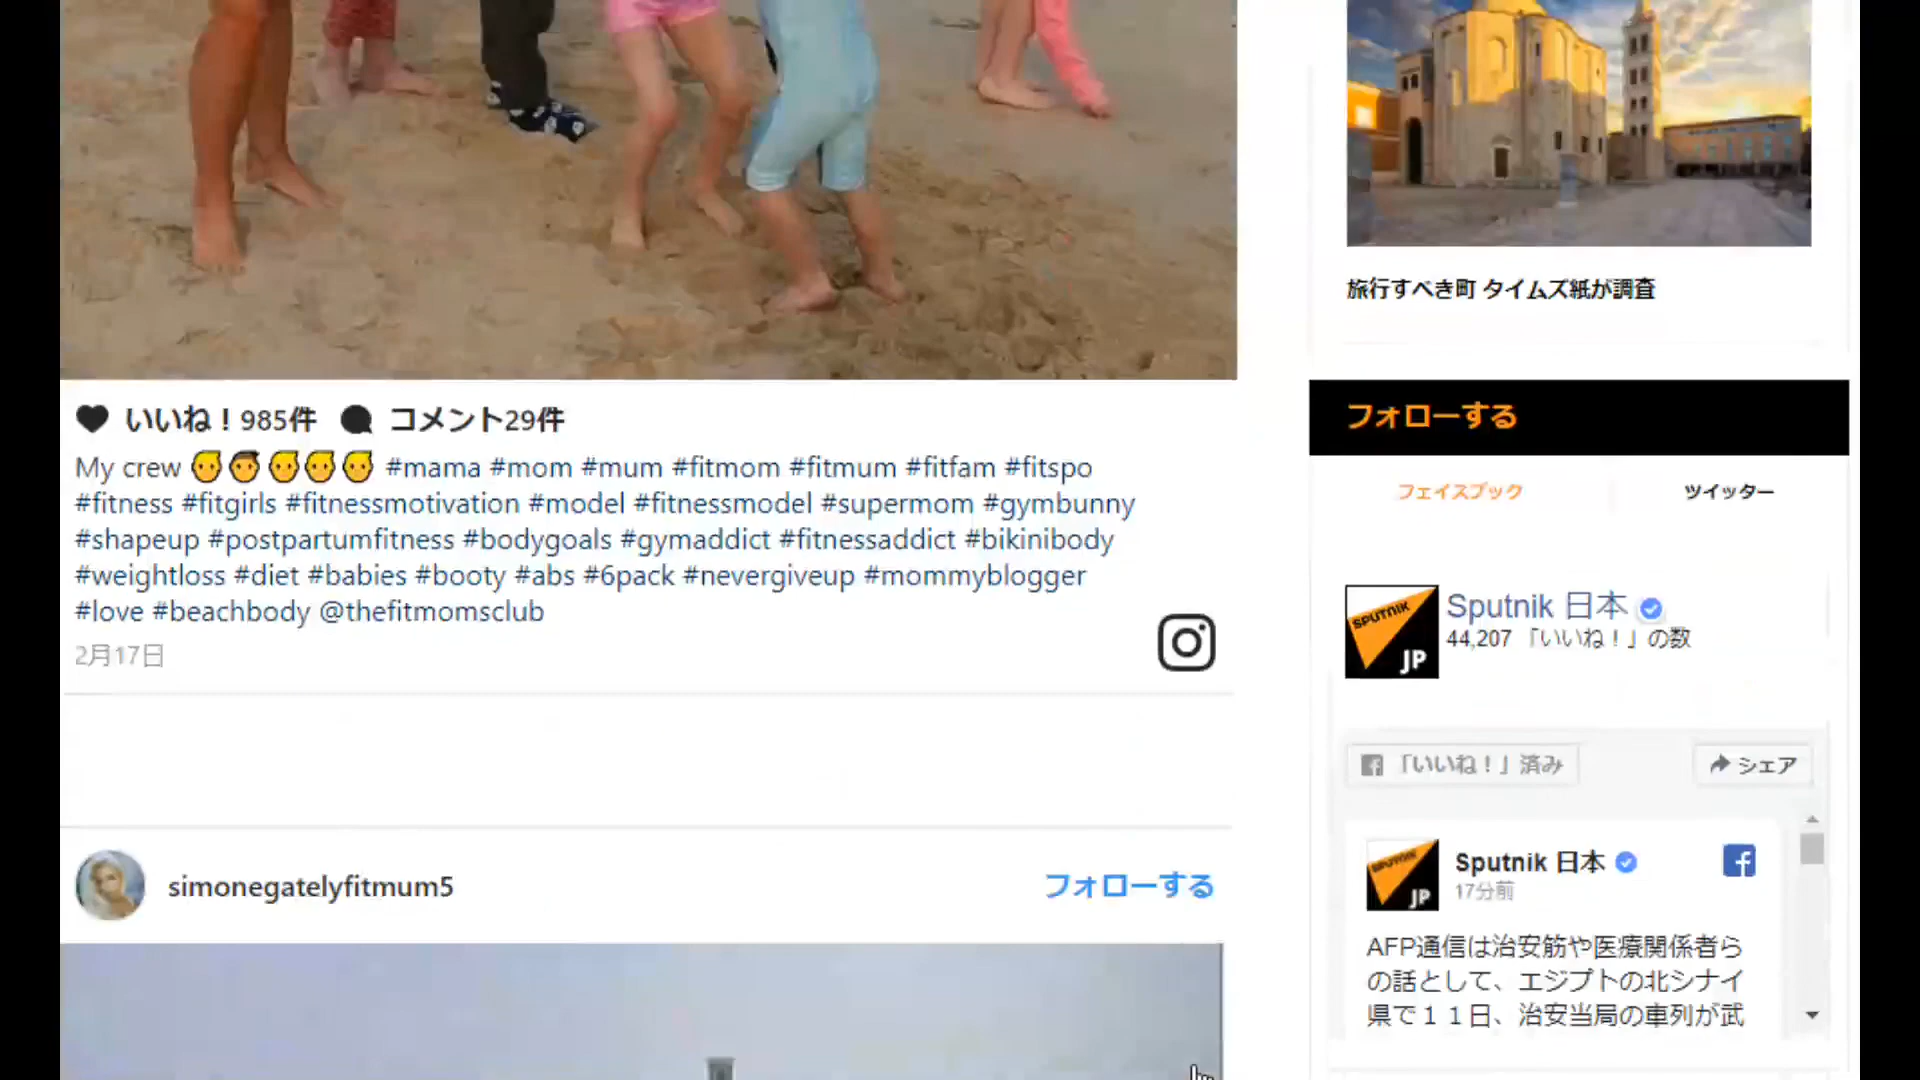 いいね！985件 コメント29件
My crew 👱👨👱👱👱 #mama #mom #mum #fitmom #fitmum #fitfam #fitspo
#fitness #fitgirls #fitnessmotivation #model #fitnessmodel #supermom #gymbunny
#shapeup #postpartumfitness #bodygoals #gymaddict #fitnessaddict #bikinibody
#weightloss #diet #babies #booty #abs #6pack #nevergiveup #mommyblogger
#love #beachbody @thefitmomsclub
2月17日
simonegatelyfitmum5
フォローする
旅行すべき町 タイムズ紙が調査
フォローする
フェイスブック ツイッター
SPUTNIK
JP
Sputnik 日本
44,207 「いいね！」の数
「いいね！」済み シェア
SPUTNIK
JP
Sputnik 日本
17分前
AFP通信は治安筋や医療関係者ら
の話として、エジプトの北シナイ
県で１１日、治安当局の車列が武